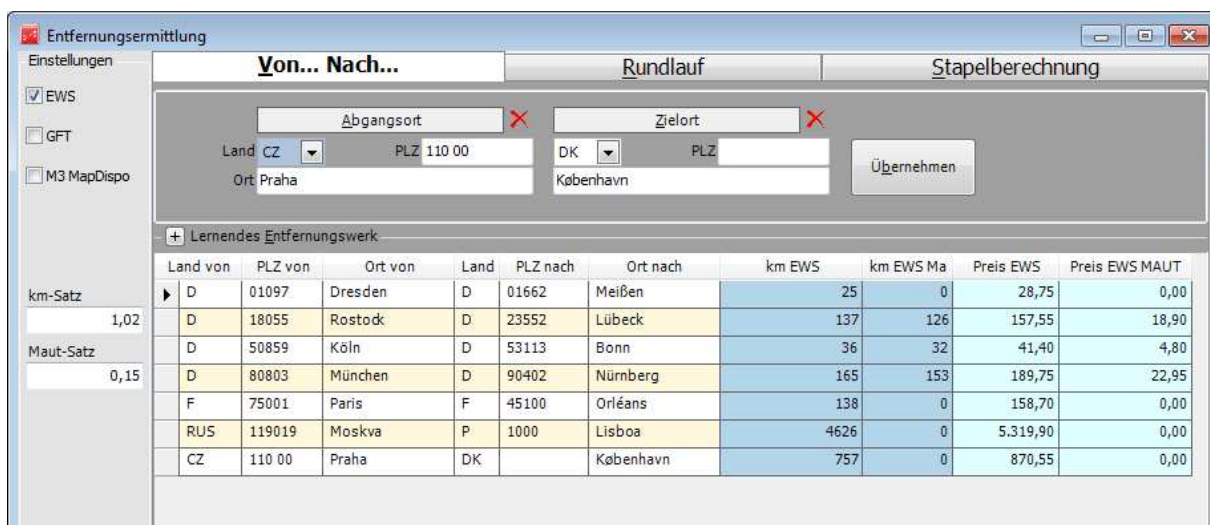 Entfernungsermittlung
Einstellungen
Von... Nach...
Rundlauf
Stapelberechnung
EWS
GFT
M3 MapDispo
Abgangsort
Zielort
Land CZ PLZ 110 00 DK PLZ
Ort Praha København
Übernehmen
+ Lernendes Entfernungswerk
Land von PLZ von Ort von Land PLZ nach Ort nach km EWS km EWS Ma Preis EWS Preis EWS MAUT
D 01097 Dresden D 01662 Meißen 25 0 28,75 0,00
D 18055 Rostock D 23552 Lübeck 137 126 157,55 18,90
D 50859 Köln D 53113 Bonn 36 32 41,40 4,80
D 80803 München D 90402 Nürnberg 165 153 189,75 22,95
F 75001 Paris F 45100 Orléans 138 0 158,70 0,00
RUS 119019 Moskva P 1000 Lisboa 4626 0 5.319,90 0,00
CZ 110 00 Praha DK København 757 0 870,55 0,00
km-Satz
1,02
Maut-Satz
0,15